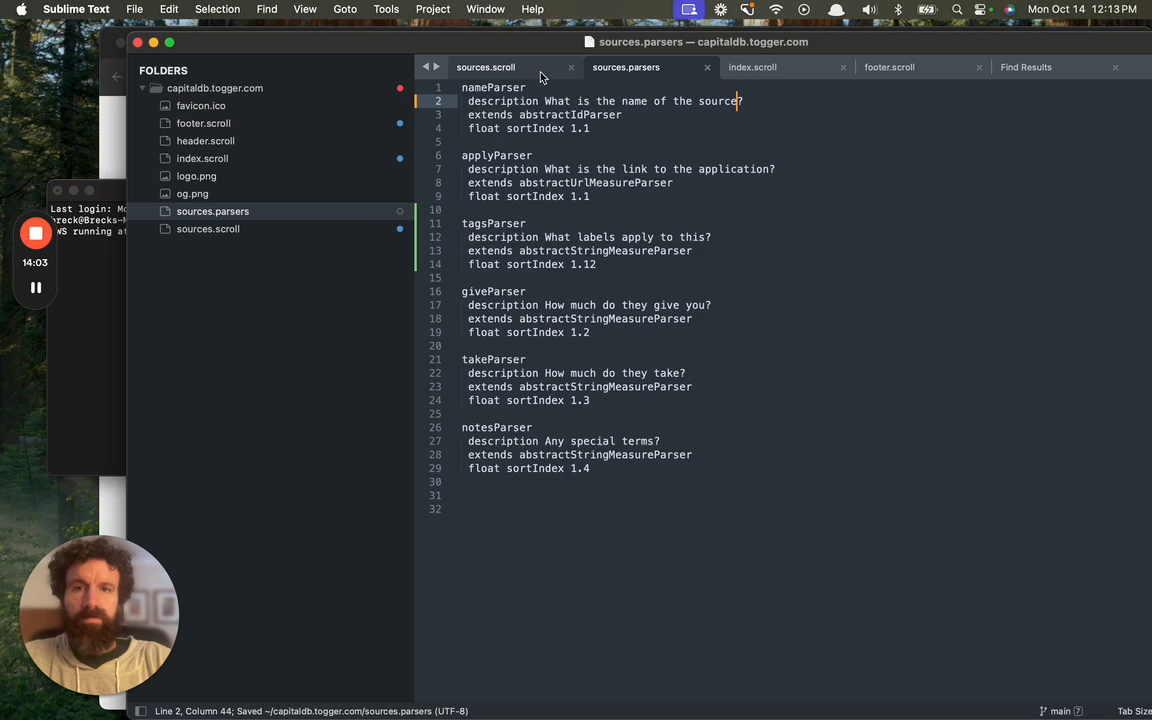 Sublime Text File Edit Selection Find View Goto Tools Project Window Help Mon Oct 14 12:13 PM
sources.parsers — capitaldb.togger.com
FOLDERS
capitaldb.togger.com
favicon.ico
footer.scroll
header.scroll
index.scroll
logo.png
og.png
sources.parsers
sources.scroll
sources.scroll sources.parsers index.scroll footer.scroll Find Results
1 nameParser
2 description What is the name of the source?
3 extends abstractIdParser
4 float sortIndex 1.1
5
6 applyParser
7 description What is the link to the application?
8 extends abstractUrlMeasureParser
9 float sortIndex 1.1
10
11 tagsParser
12 description What labels apply to this?
13 extends abstractStringMeasureParser
14 float sortIndex 1.12
15
16 giveParser
17 description How much do they give you?
18 extends abstractStringMeasureParser
19 float sortIndex 1.2
20
21 takeParser
22 description How much do they take?
23 extends abstractStringMeasureParser
24 float sortIndex 1.3
25
26 notesParser
27 description Any special terms?
28 extends abstractStringMeasureParser
29 float sortIndex 1.4
30
31
32
Last login: Mo
breck@Brecks-M
WS running at
14:03
Line 2, Column 44; Saved ~/capitaldb.togger.com/sources.parsers (UTF-8) main 7 Tab Size